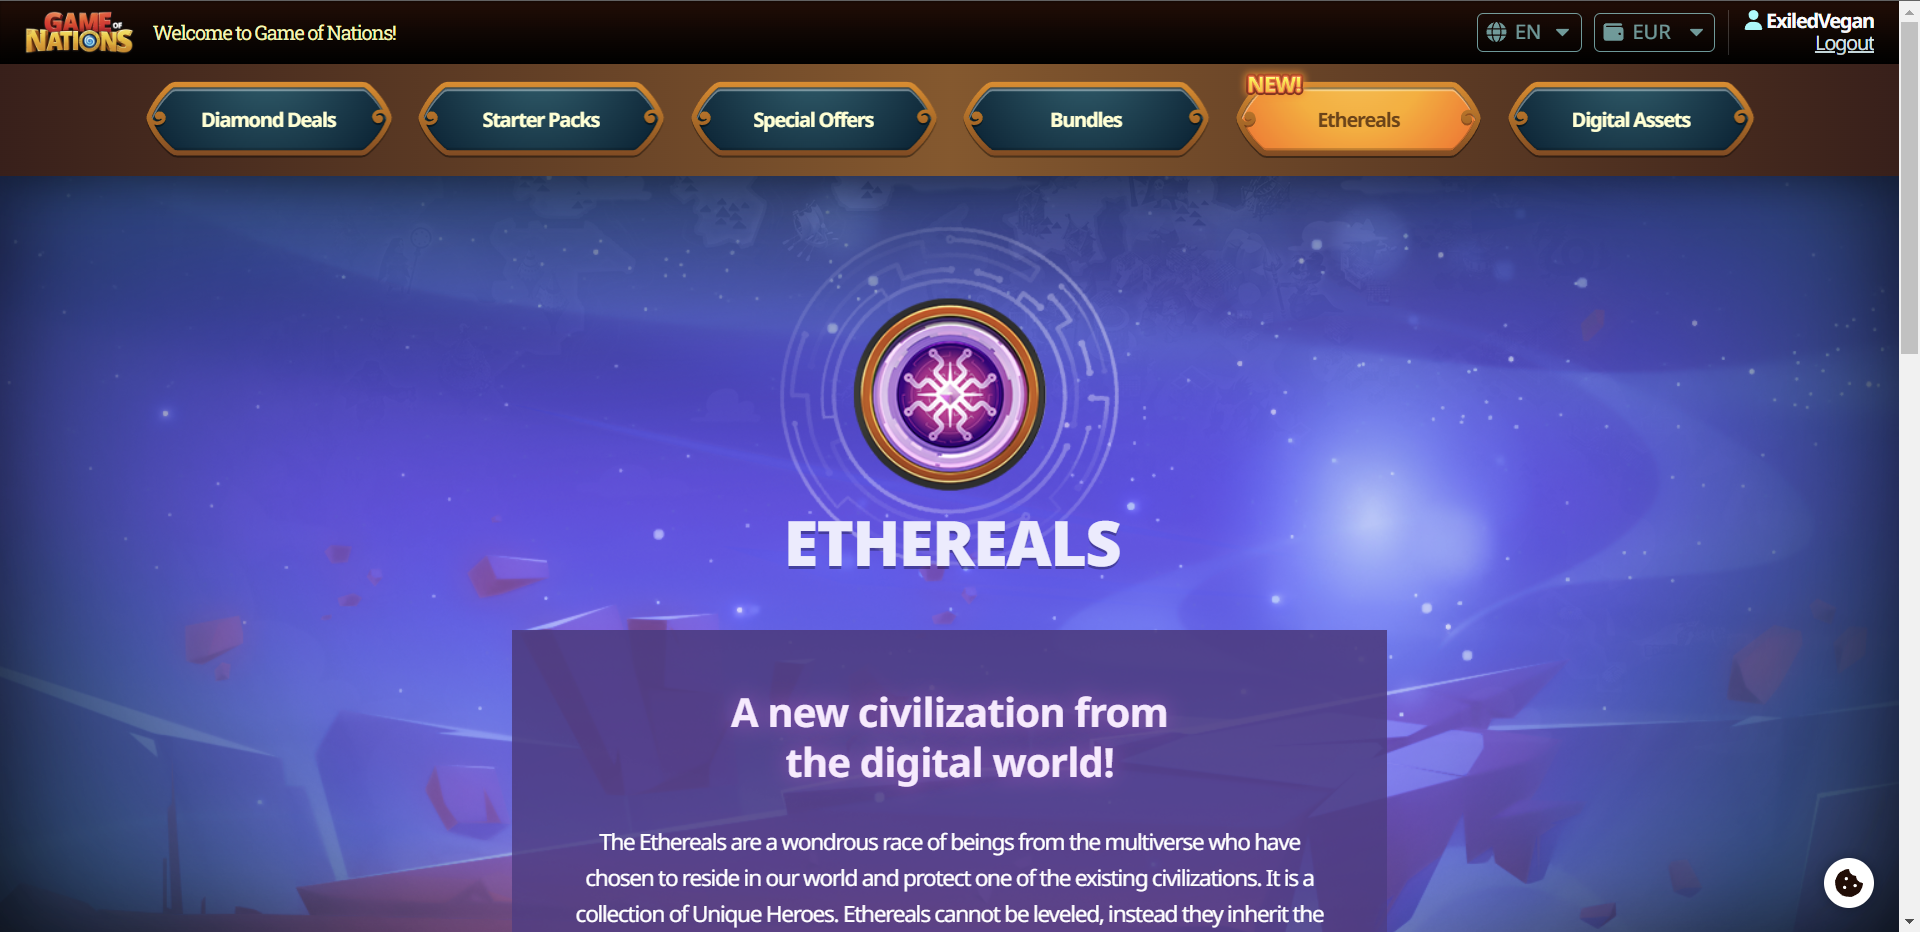 GAME OF
NATIONS
Welcome to Game of Nations!
EN
EUR
ExiledVegan
Logout
Diamond Deals
Starter Packs
Special Offers
Bundles
NEW!
Ethereals
Digital Assets
ETHEREALS
A new civilization from
the digital world!
The Ethereals are a wondrous race of beings from the multiverse who have
chosen to reside in our world and protect one of the existing civilizations. It is a
collection of Unique Heroes. Ethereals cannot be leveled, instead they inherit the